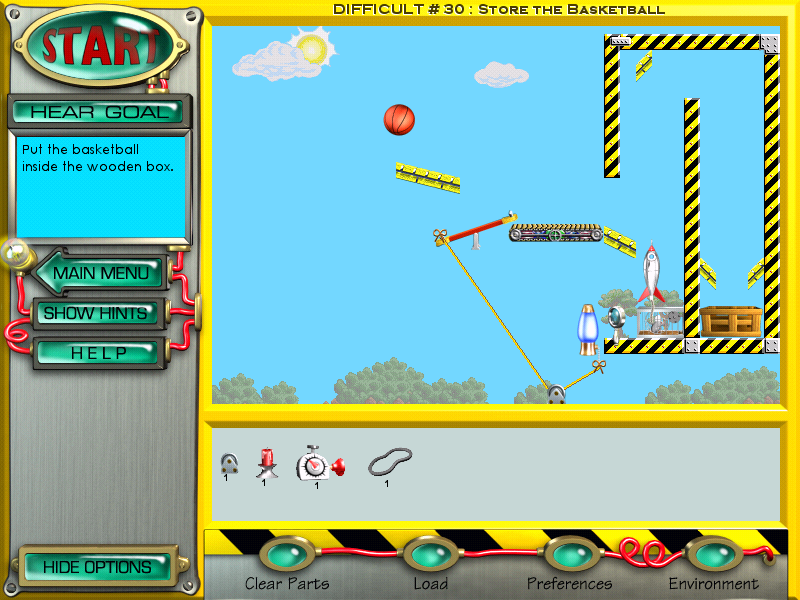 DIFFICULT # 30 : STORE THE BASKETBALL
START
HEAR GOAL
Put the basketball
inside the wooden box.
MAIN MENU
SHOW HINTS
HELP
HIDE OPTIONS
1
1
1
1
Clear Parts
Load
Preferences
Environment